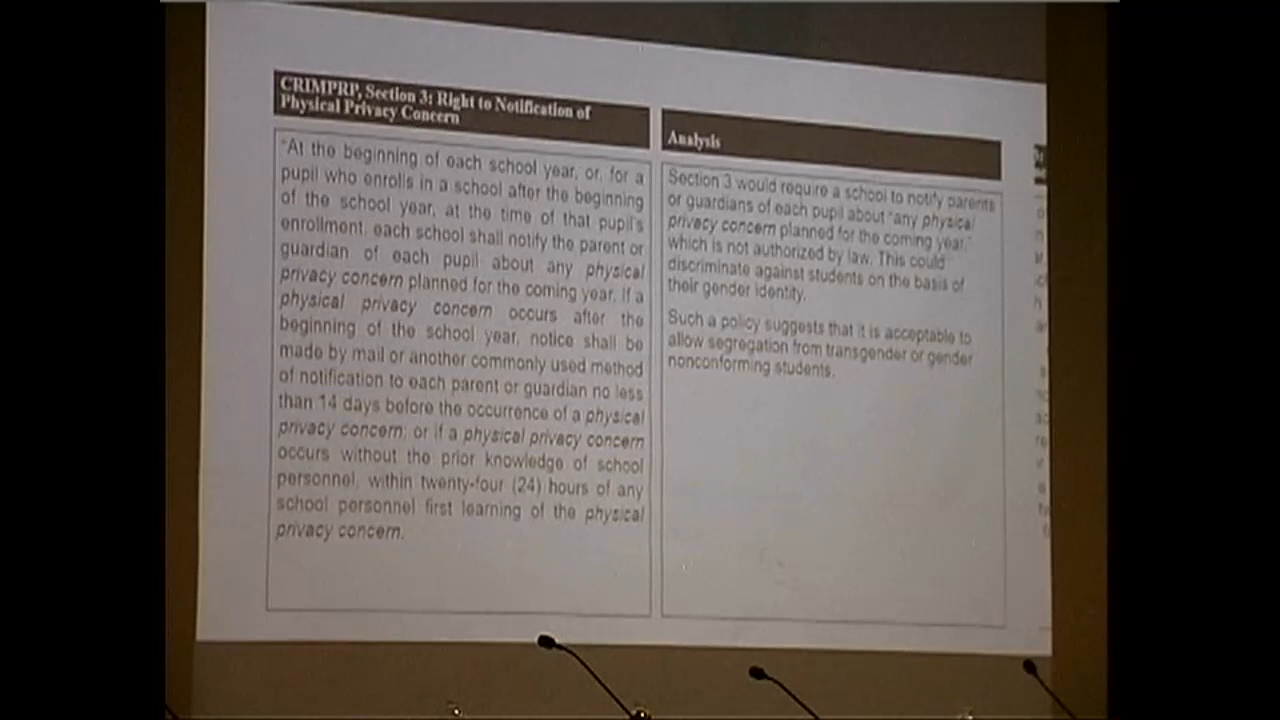 CRIMPRP, Section 3: Right to Notification of
Physical Privacy Concern
"At the beginning of each school year, or, for a
pupil who enrolls in a school after the beginning
of the school year, at the time of that pupil's
enrollment, each school shall notify the parent or
guardian of each pupil about any physical
privacy concern planned for the coming year. If a
physical privacy concern occurs after the
beginning of the school year, notice shall be
made by mail or another commonly used method
of notification to each parent or guardian no less
than 14 days before the occurrence of a physical
privacy concern; or if a physical privacy concern
occurs without the prior knowledge of school
personnel, within twenty-four (24) hours of any
school personnel first learning of the physical
privacy concern.
Analysis
Section 3 would require a school to notify parents
or guardians of each pupil about "any physical
privacy concern planned for the coming year,"
which is not authorized by law. This could
discriminate against students on the basis of
their gender identity.
Such a policy suggests that it is acceptable to
allow segregation from transgender or gender
nonconforming students.